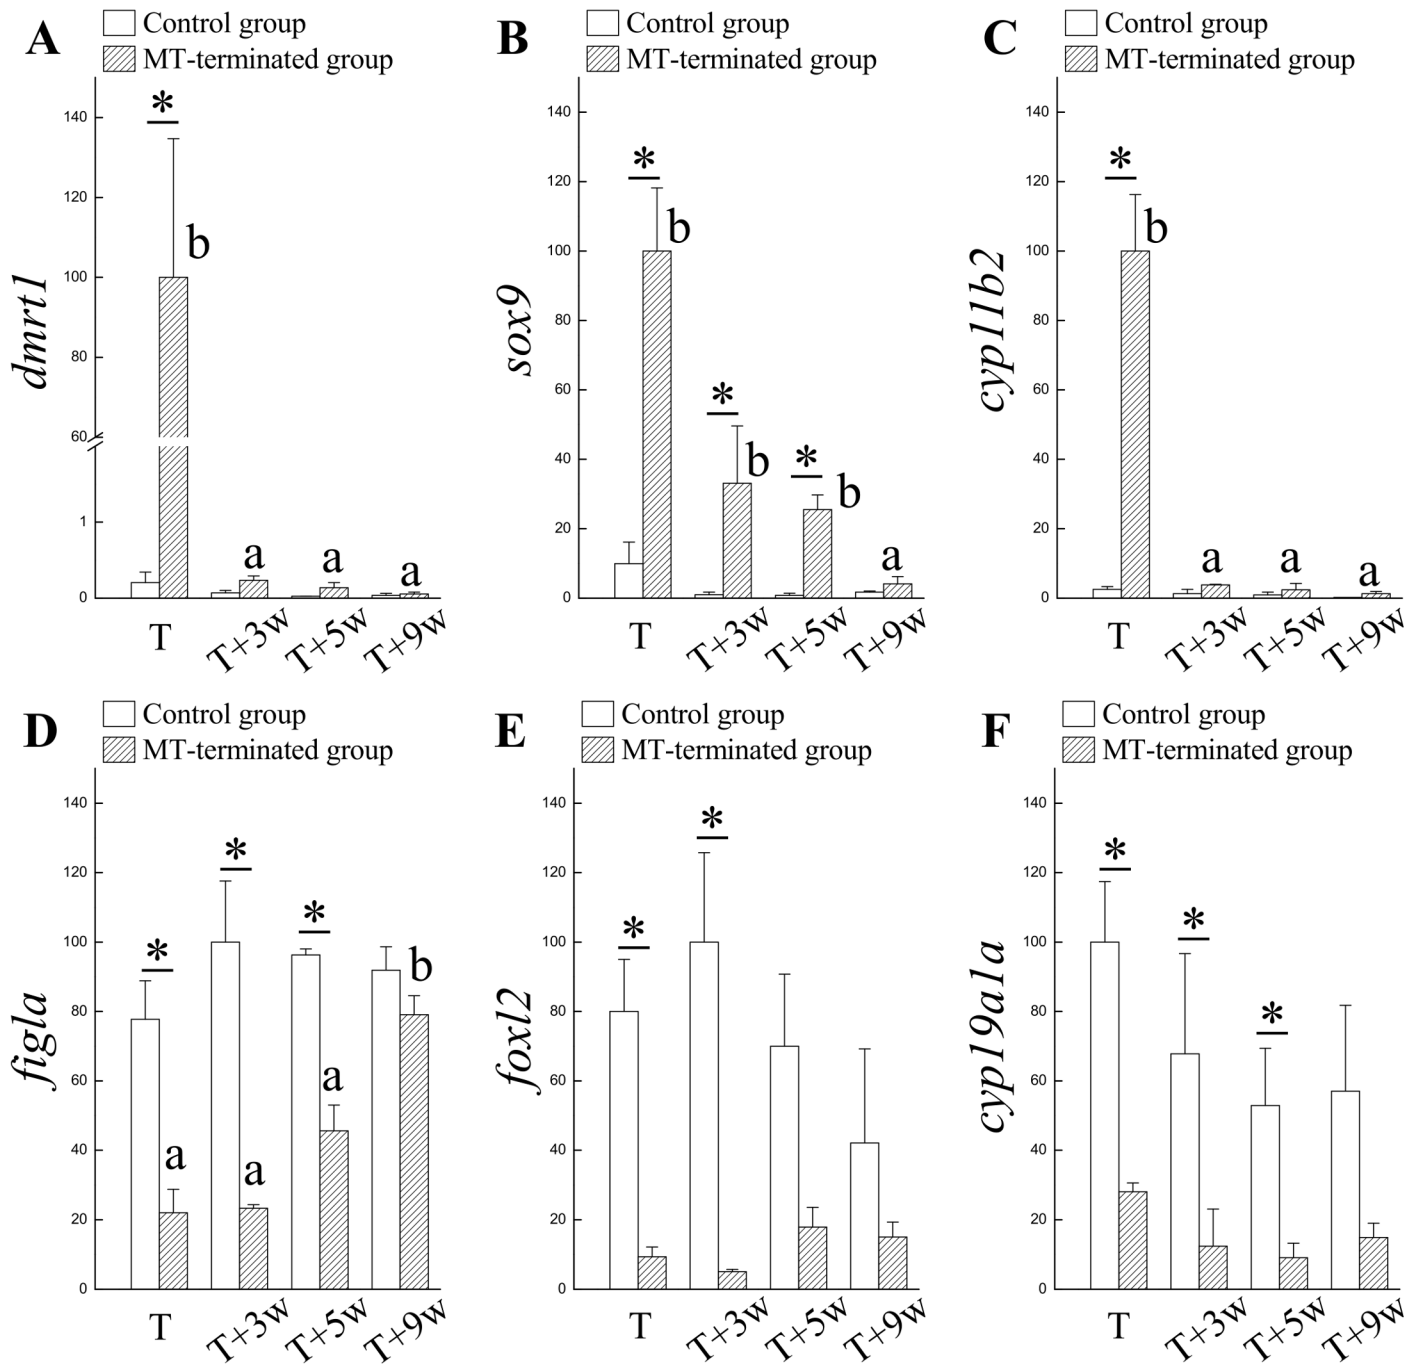 A
Control group
MT-terminated group
dmrt1
140
120
100
80
60
1
0
*
b
a
a
a
T
T+3w
T+5w
T+9w
B
Control group
MT-terminated group
sox9
140
120
100
80
60
40
20
0
*
b
*
b
*
b
a
T
T+3w
T+5w
T+9w
C
Control group
MT-terminated group
cyp11b2
140
120
100
80
60
40
20
0
*
b
a
a
a
T
T+3w
T+5w
T+9w
D
Control group
MT-terminated group
figla
140
120
100
80
60
40
20
0
*
a
*
a
*
a
b
T
T+3w
T+5w
T+9w
E
Control group
MT-terminated group
foxl2
140
120
100
80
60
40
20
0
*
*
T
T+3w
T+5w
T+9w
F
Control group
MT-terminated group
cyp19a1a
140
120
100
80
60
40
20
0
*
*
*
T
T+3w
T+5w
T+9w